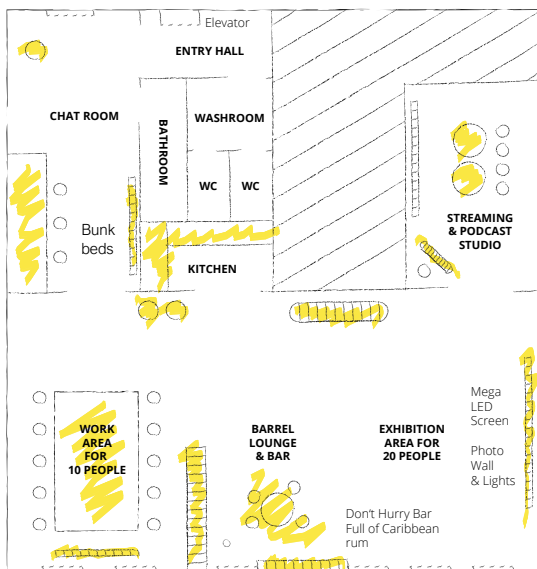 Elevator
ENTRY HALL
CHAT ROOM
BATHROOM
WASHROOM
WC
WC
Bunk
beds
KITCHEN
STREAMING
& PODCAST
STUDIO
WORK
AREA
FOR
10 PEOPLE
BARREL
LOUNGE
& BAR
EXHIBITION
AREA FOR
20 PEOPLE
Mega
LED
Screen
Photo
Wall
& Lights
Don't Hurry Bar
Full of Caribbean
rum